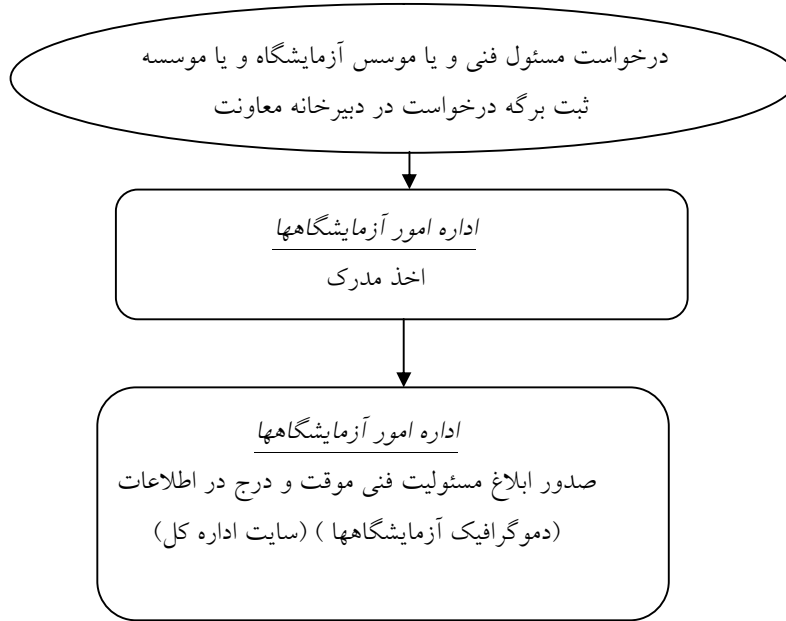 درخواست مسئول فنی و یا موسس آزمایشگاه و یا موسسه
ثبت برگه درخواست در دبیرخانه معاونت
اداره امور آزمایشگاهها
اخذ مدرک
اداره امور آزمایشگاهها
صدور ابلاغ مسئولیت فنی موقت و درج در اطلاعات
(دموگرافیک آزمایشگاهها ) (سایت اداره کل)